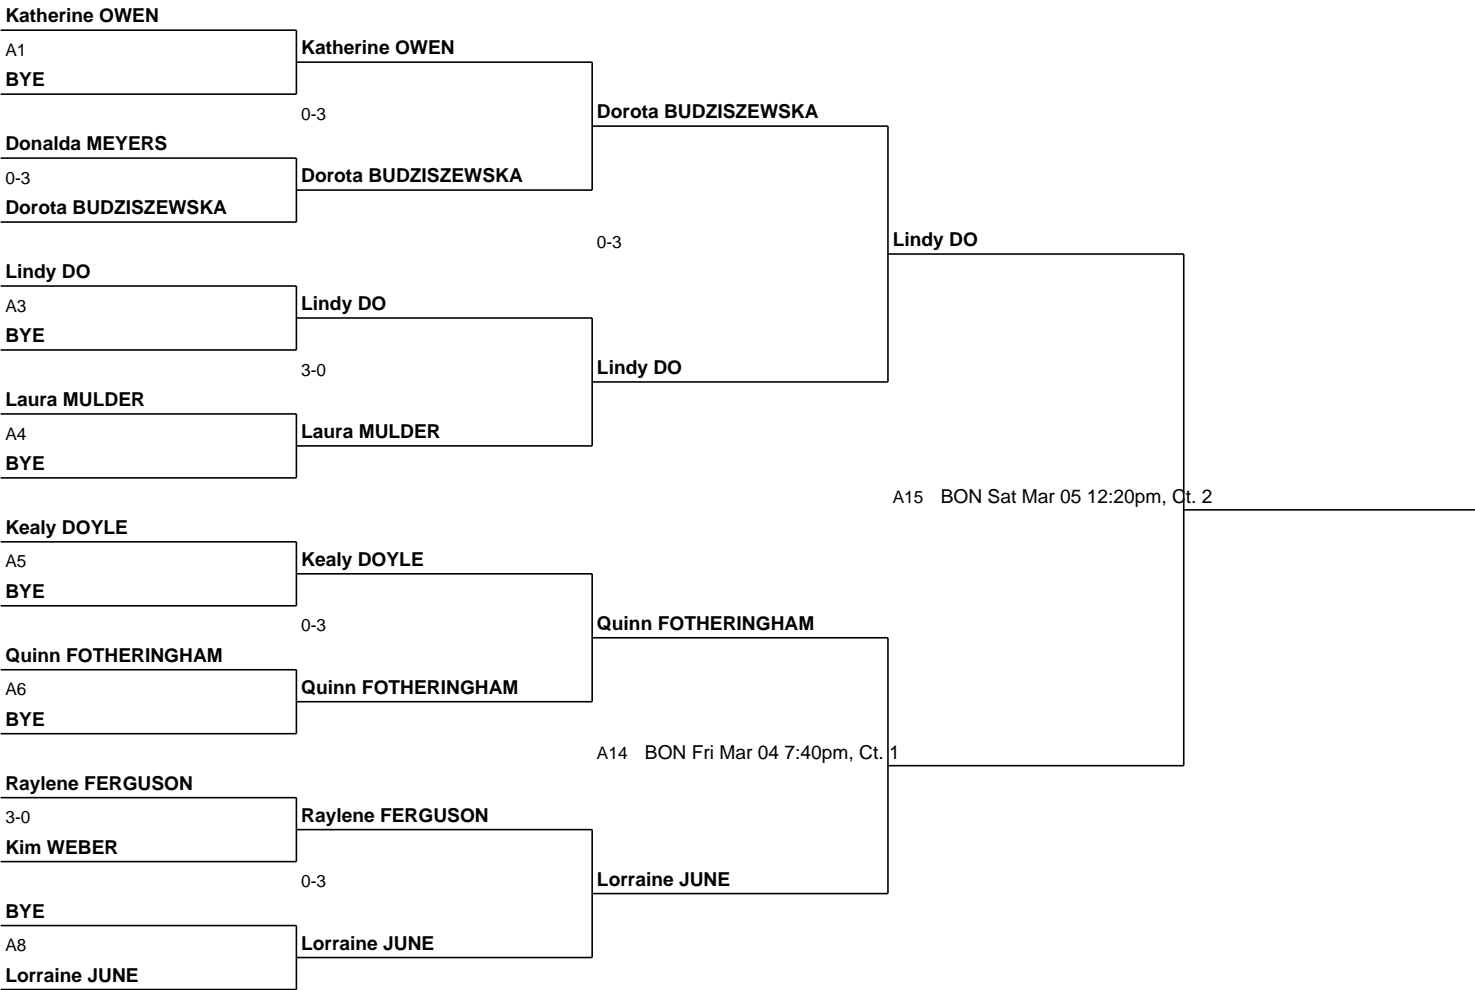 Katherine OWEN
A1
BYE
Katherine OWEN
0-3
Donalda MEYERS
0-3
Dorota BUDZISZEWSKA
Dorota BUDZISZEWSKA
Dorota BUDZISZEWSKA
0-3
Lindy DO
A3
BYE
Lindy DO
3-0
Laura MULDER
A4
BYE
Laura MULDER
Lindy DO
Lindy DO
A15 BON Sat Mar 05 12:20pm, Ct. 2
Kealy DOYLE
A5
BYE
Kealy DOYLE
0-3
Quinn FOTHERINGHAM
A6
BYE
Quinn FOTHERINGHAM
Quinn FOTHERINGHAM
A14 BON Fri Mar 04 7:40pm, Ct. 1
Raylene FERGUSON
3-0
Kim WEBER
Raylene FERGUSON
0-3
BYE
A8
Lorraine JUNE
Lorraine JUNE
Lorraine JUNE